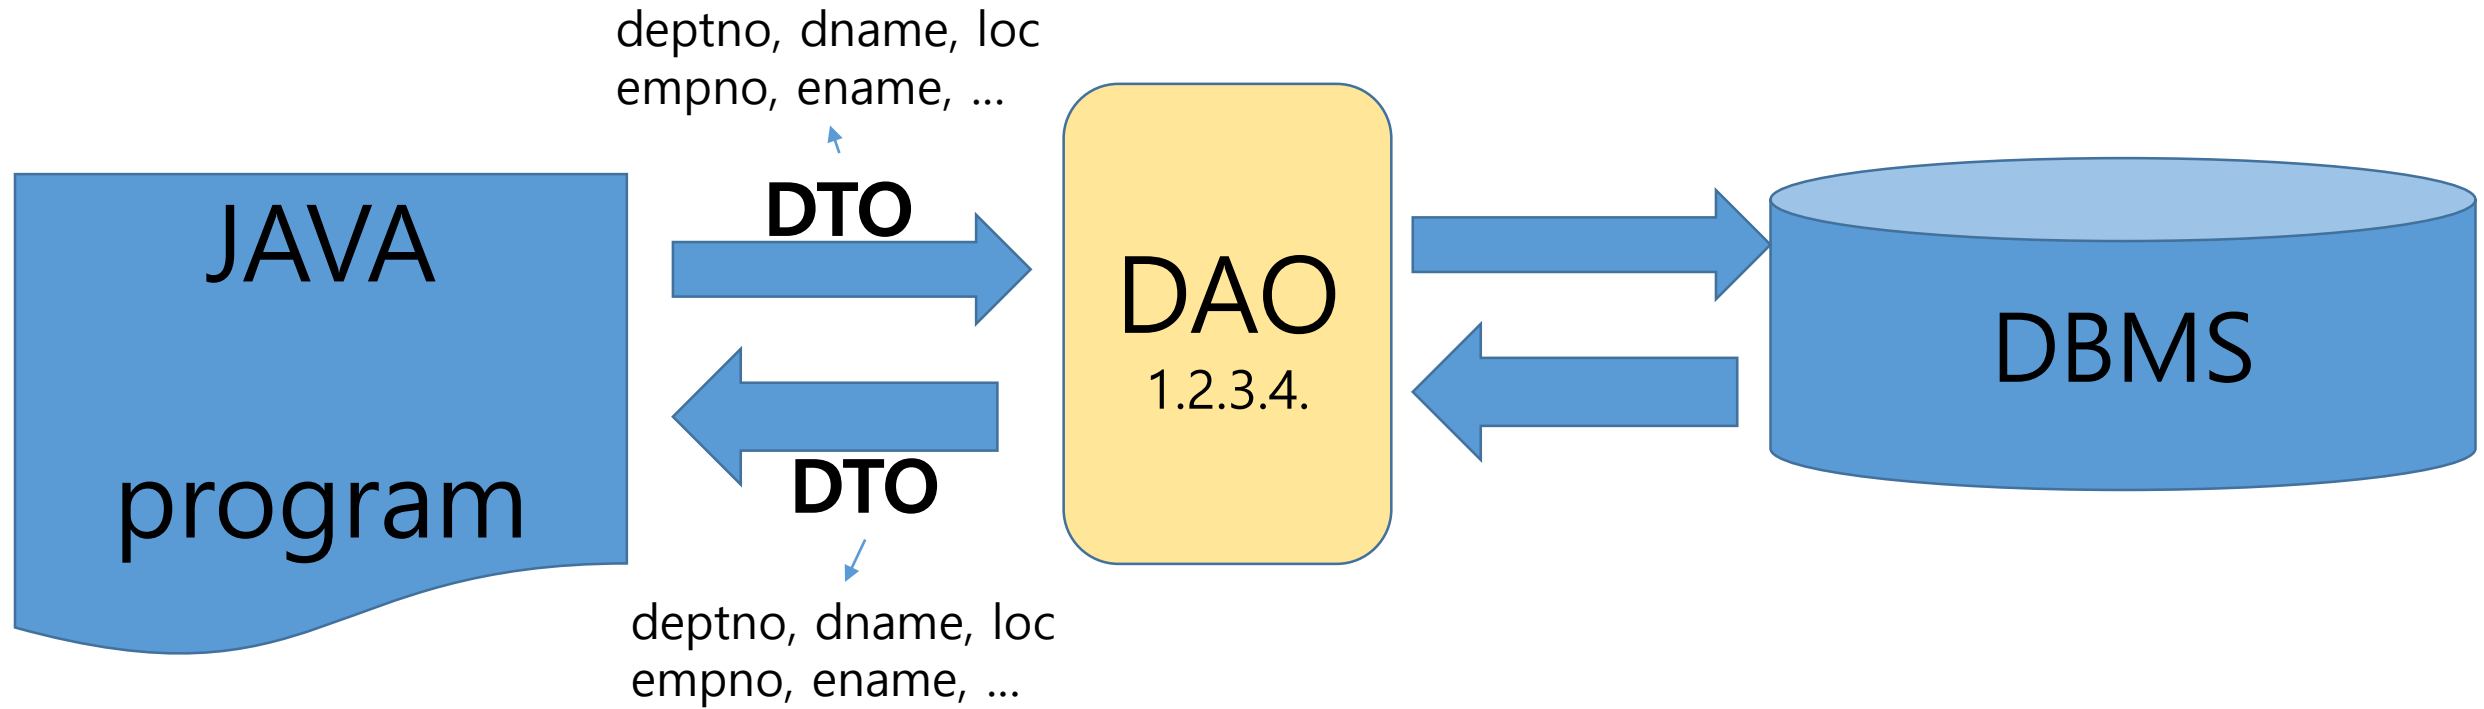 deptno, dname, loc
empno, ename, ...
DTO
JAVA
program
DAO
1.2.3.4.
DBMS
DTO
deptno, dname, loc
empno, ename, ...